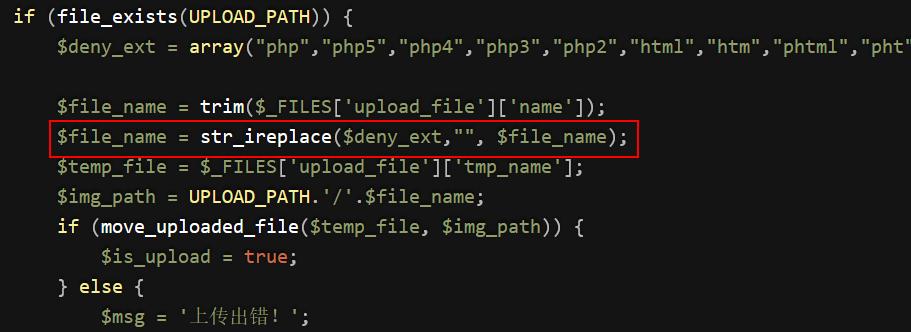 if (file_exists(UPLOAD_PATH)) {
$deny_ext = array("php","php5","php4","php3","php2","html","htm","phtml","pht"
$file_name = trim($_FILES['upload_file']['name']);
$file_name = str_ireplace($deny_ext,"", $file_name);
$temp_file = $_FILES['upload_file']['tmp_name'];
$img_path = UPLOAD_PATH.'/'.$file_name;
if (move_uploaded_file($temp_file, $img_path)) {
$is_upload = true;
} else {
$msg = '上传出错！';